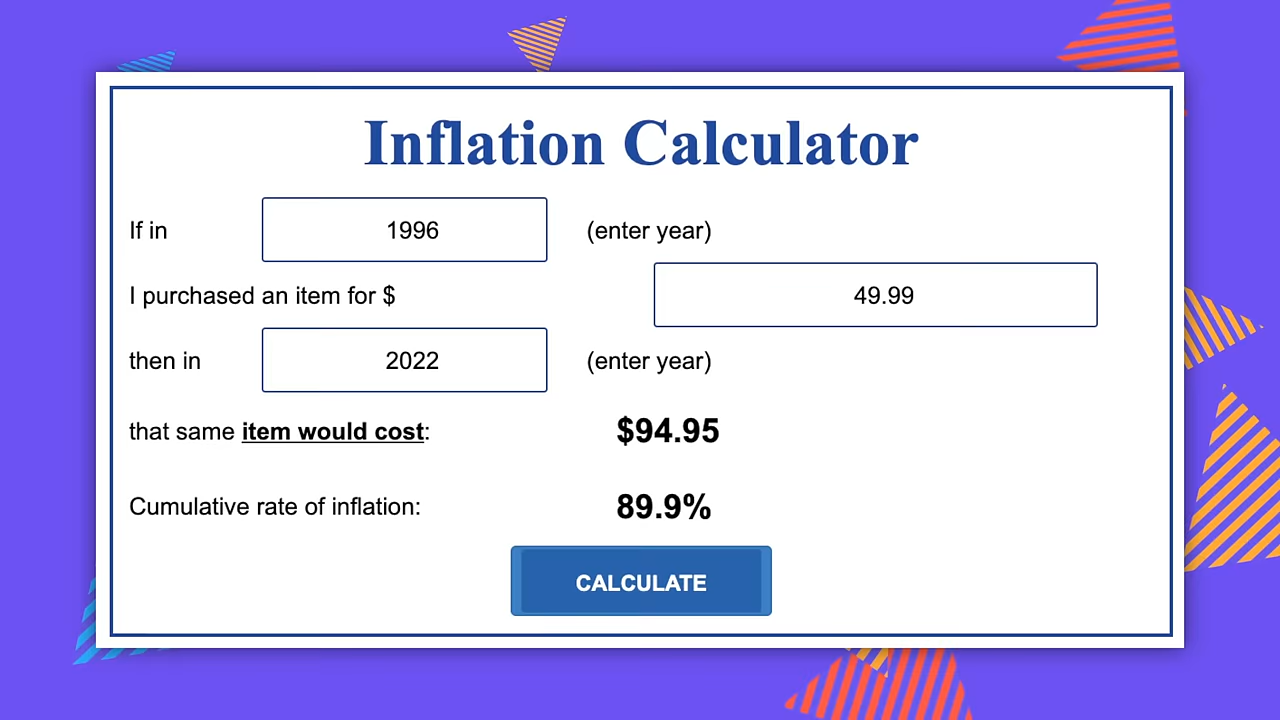 Inflation Calculator
If in 1996 (enter year)
I purchased an item for $ 49.99
then in 2022 (enter year)
that same item would cost: $94.95
Cumulative rate of inflation: 89.9%
CALCULATE